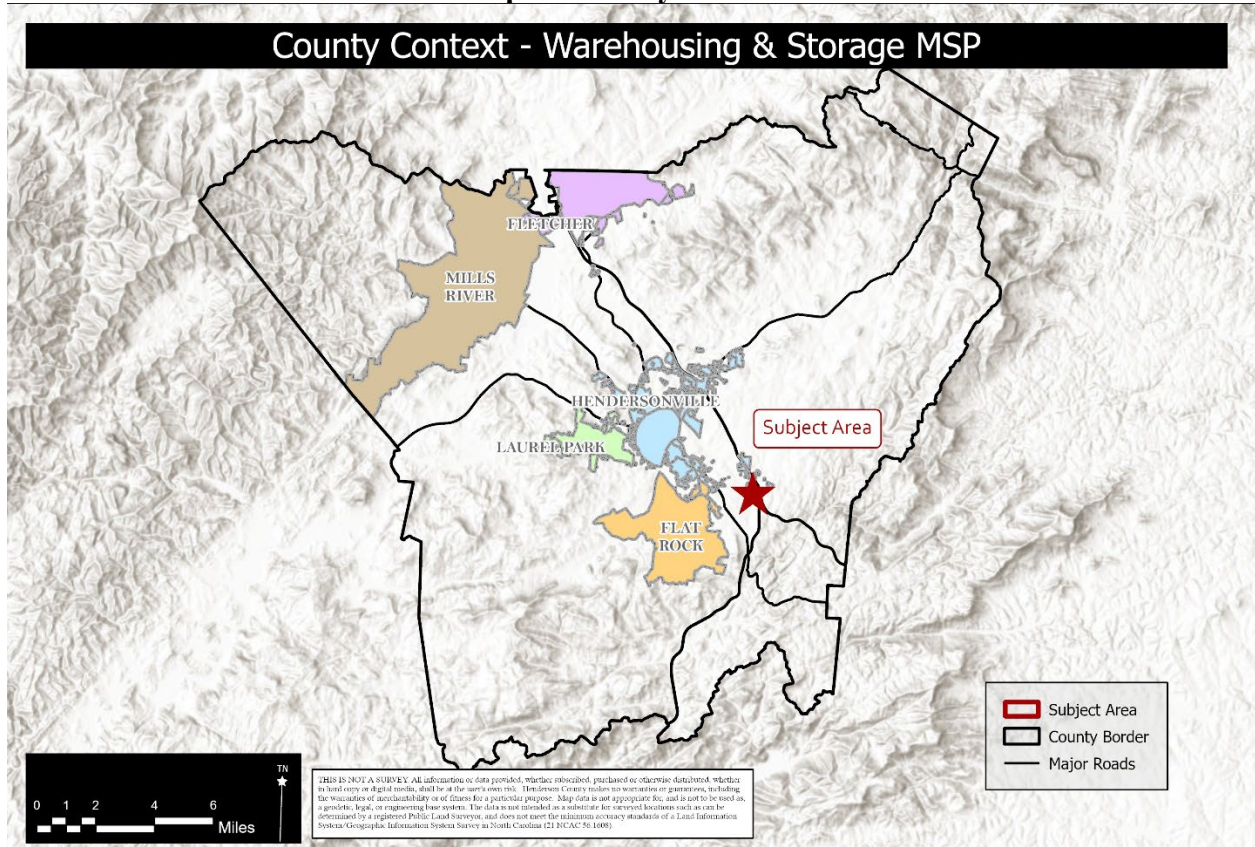 County Context - Warehousing & Storage MSP
FLETCHER
MILLS
RIVER
HENDERSONVILLE
Subject Area
LAUREL PARK
FLAT
ROCK
Subject Area
County Border
Major Roads
TN
0 1 2 4 6
Miles
THIS IS NOT A SURVEY. All information or data provided, whether subscribed, purchased or otherwise distributed, whether
in hard copy or digital media, shall be at the user's own risk. Henderson County makes no warranties or guarantees, including
the warranties of merchantability or of fitness for a particular purpose. Map data is not appropriate for, and is not to be used as,
a geodetic, legal, or engineering base system. The data is not intended as a substitute for surveyed locations such as can be
determined by a registered Public Land Surveyor, and does not meet the minimum accuracy standards of a Land Information
System/Geographic Information System Survey in North Carolina (21 NCAC 56.1608).